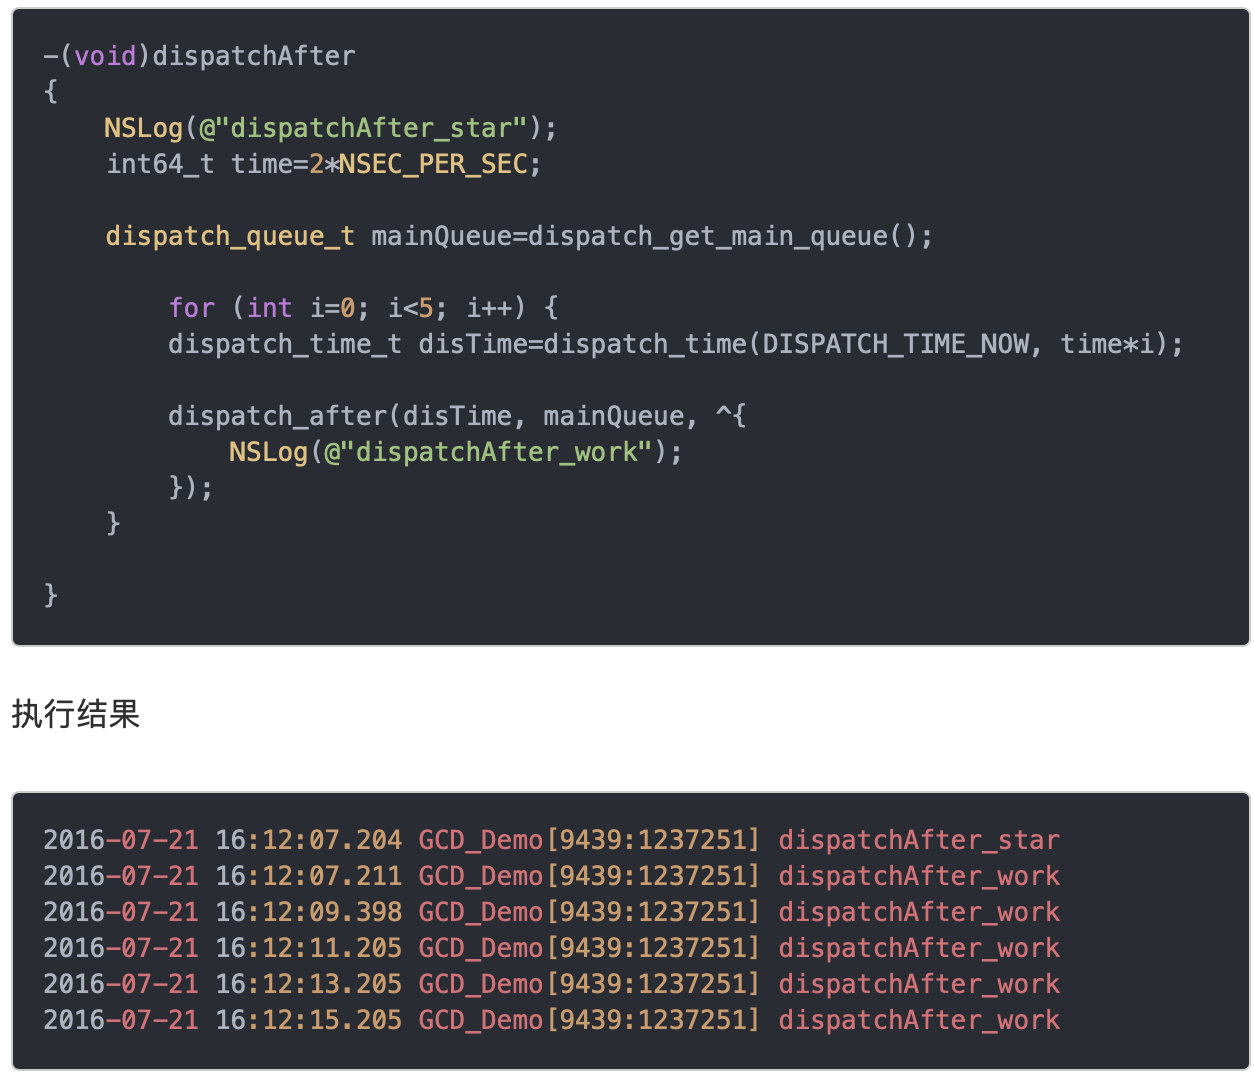 -(void)dispatchAfter
{
    NSLog(@"dispatchAfter_star");
    int64_t time=2*NSEC_PER_SEC;
    dispatch_queue_t mainQueue=dispatch_get_main_queue();
        for (int i=0; i<5; i++) {
        dispatch_time_t disTime=dispatch_time(DISPATCH_TIME_NOW, time*i);
        dispatch_after(disTime, mainQueue, ^{
            NSLog(@"dispatchAfter_work");
        });
    }
}
执行结果
2016-07-21 16:12:07.204 GCD_Demo[9439:1237251] dispatchAfter_star
2016-07-21 16:12:07.211 GCD_Demo[9439:1237251] dispatchAfter_work
2016-07-21 16:12:09.398 GCD_Demo[9439:1237251] dispatchAfter_work
2016-07-21 16:12:11.205 GCD_Demo[9439:1237251] dispatchAfter_work
2016-07-21 16:12:13.205 GCD_Demo[9439:1237251] dispatchAfter_work
2016-07-21 16:12:15.205 GCD_Demo[9439:1237251] dispatchAfter_work